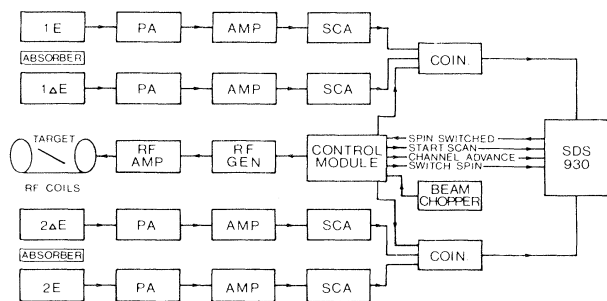 1E PA AMP SCA
ABSORBER
COIN.
1ΔE PA AMP SCA
TARGET
RF COILS
RF AMP
RF GEN
CONTROL MODULE
SPIN SWITCHED
START SCAN
CHANNEL ADVANCE
SWITCH SPIN
SDS 930
BEAM CHOPPER
2ΔE PA AMP SCA
ABSORBER
COIN.
2E PA AMP SCA